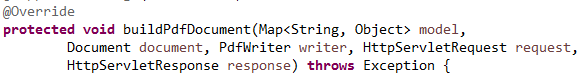 @Override
protected void buildPdfDocument(Map<String, Object> model,
Document document, PdfWriter writer, HttpServletRequest request,
HttpServletResponse response) throws Exception {